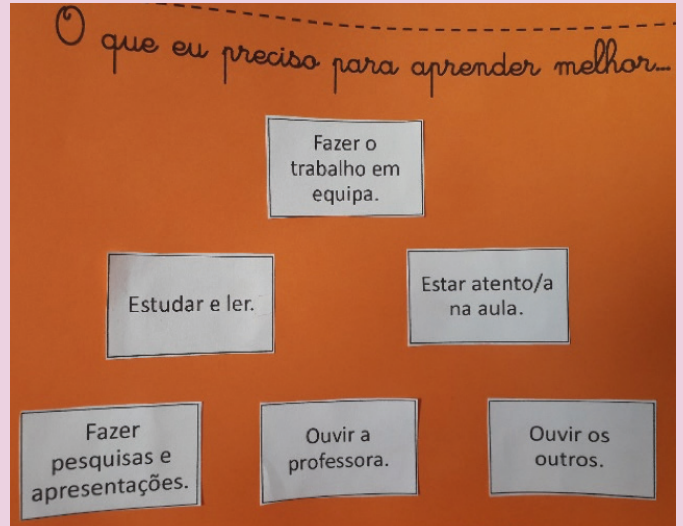 O que eu preciso para aprender melhor...
Fazer o
trabalho em
equipa.
Estudar e ler.
Estar atento/a
na aula.
Fazer
pesquisas e
apresentações.
Ouvir a
professora.
Ouvir os
outros.